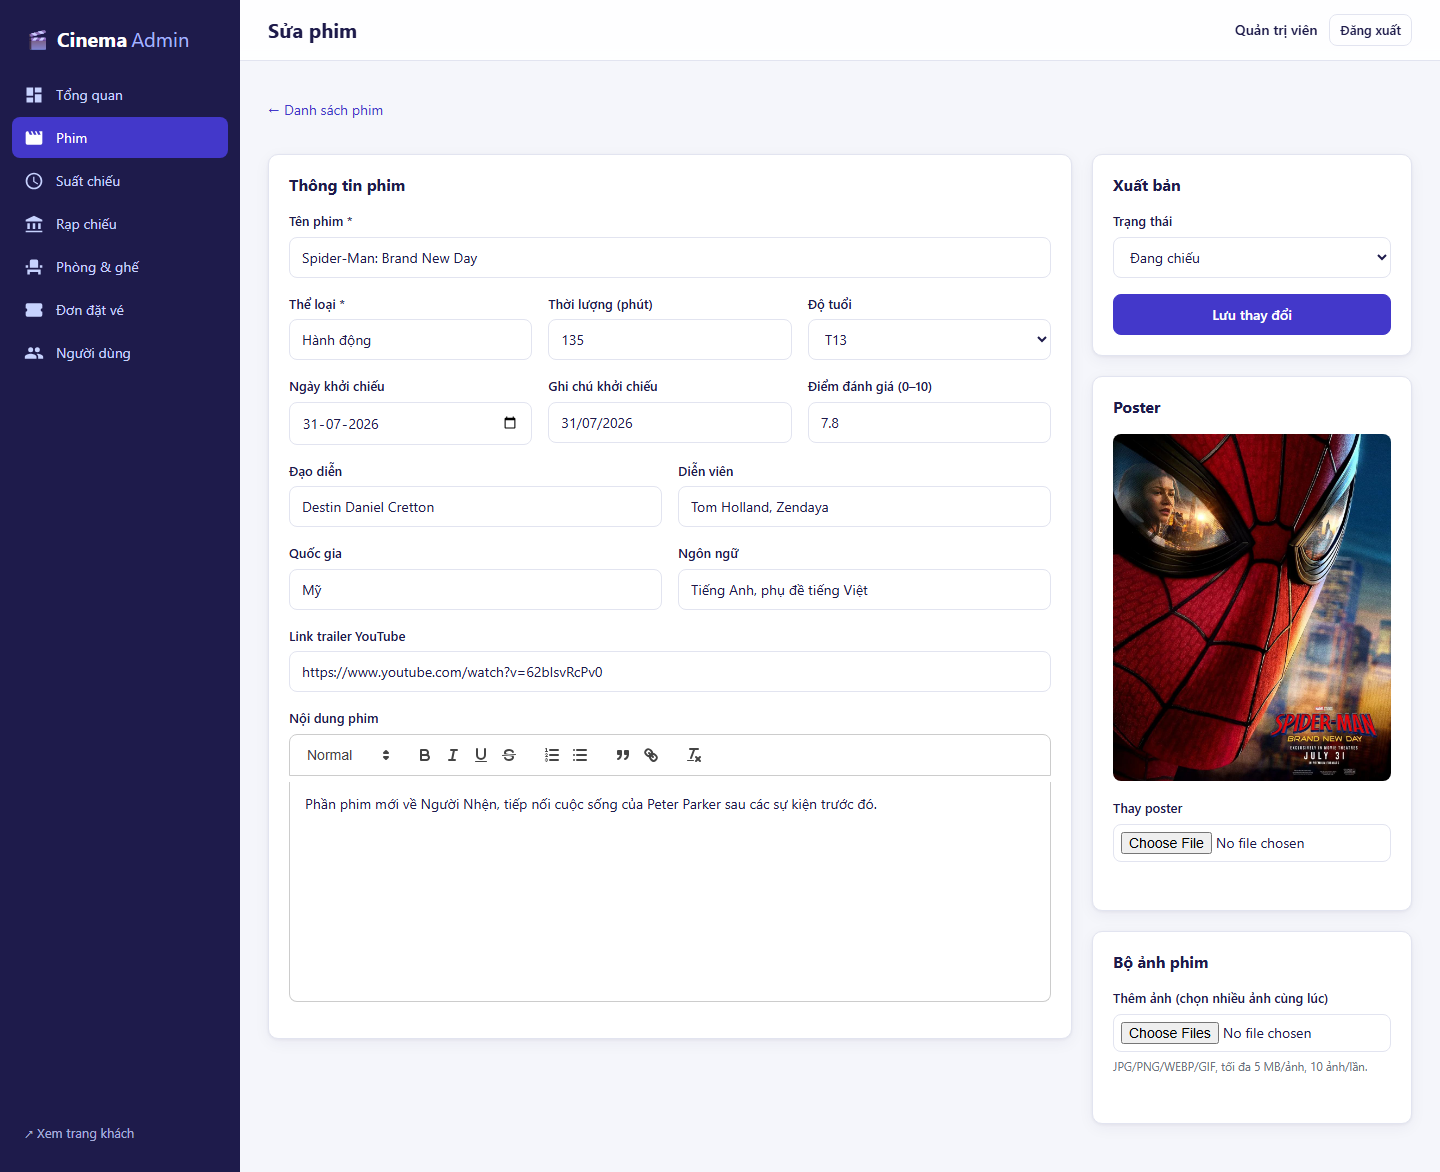 Cinema Admin
Tổng quan
Phim
Suất chiếu
Rạp chiếu
Phòng & ghế
Đơn đặt vé
Người dùng
↗ Xem trang khách
Sửa phim
Quản trị viên
Đăng xuất
← Danh sách phim
Thông tin phim
Tên phim *
Spider-Man: Brand New Day
Thể loại *
Thời lượng (phút)
Độ tuổi
Hành động
135
T13
Ngày khởi chiếu
Ghi chú khởi chiếu
Điểm đánh giá (0–10)
31-07-2026
31/07/2026
7.8
Đạo diễn
Diễn viên
Destin Daniel Cretton
Tom Holland, Zendaya
Quốc gia
Ngôn ngữ
Mỹ
Tiếng Anh, phụ đề tiếng Việt
Link trailer YouTube
https://www.youtube.com/watch?v=62bIsvRcPv0
Nội dung phim
Normal
Phần phim mới về Người Nhện, tiếp nối cuộc sống của Peter Parker sau các sự kiện trước đó.
Xuất bản
Trạng thái
Đang chiếu
Lưu thay đổi
Poster
SPIDER-MAN
BRAND NEW DAY
EXCLUSIVELY IN MOVIE THEATRES
JULY 31
Thay poster
Choose File No file chosen
Bộ ảnh phim
Thêm ảnh (chọn nhiều ảnh cùng lúc)
Choose Files No file chosen
JPG/PNG/WEBP/GIF, tối đa 5 MB/ảnh, 10 ảnh/lần.